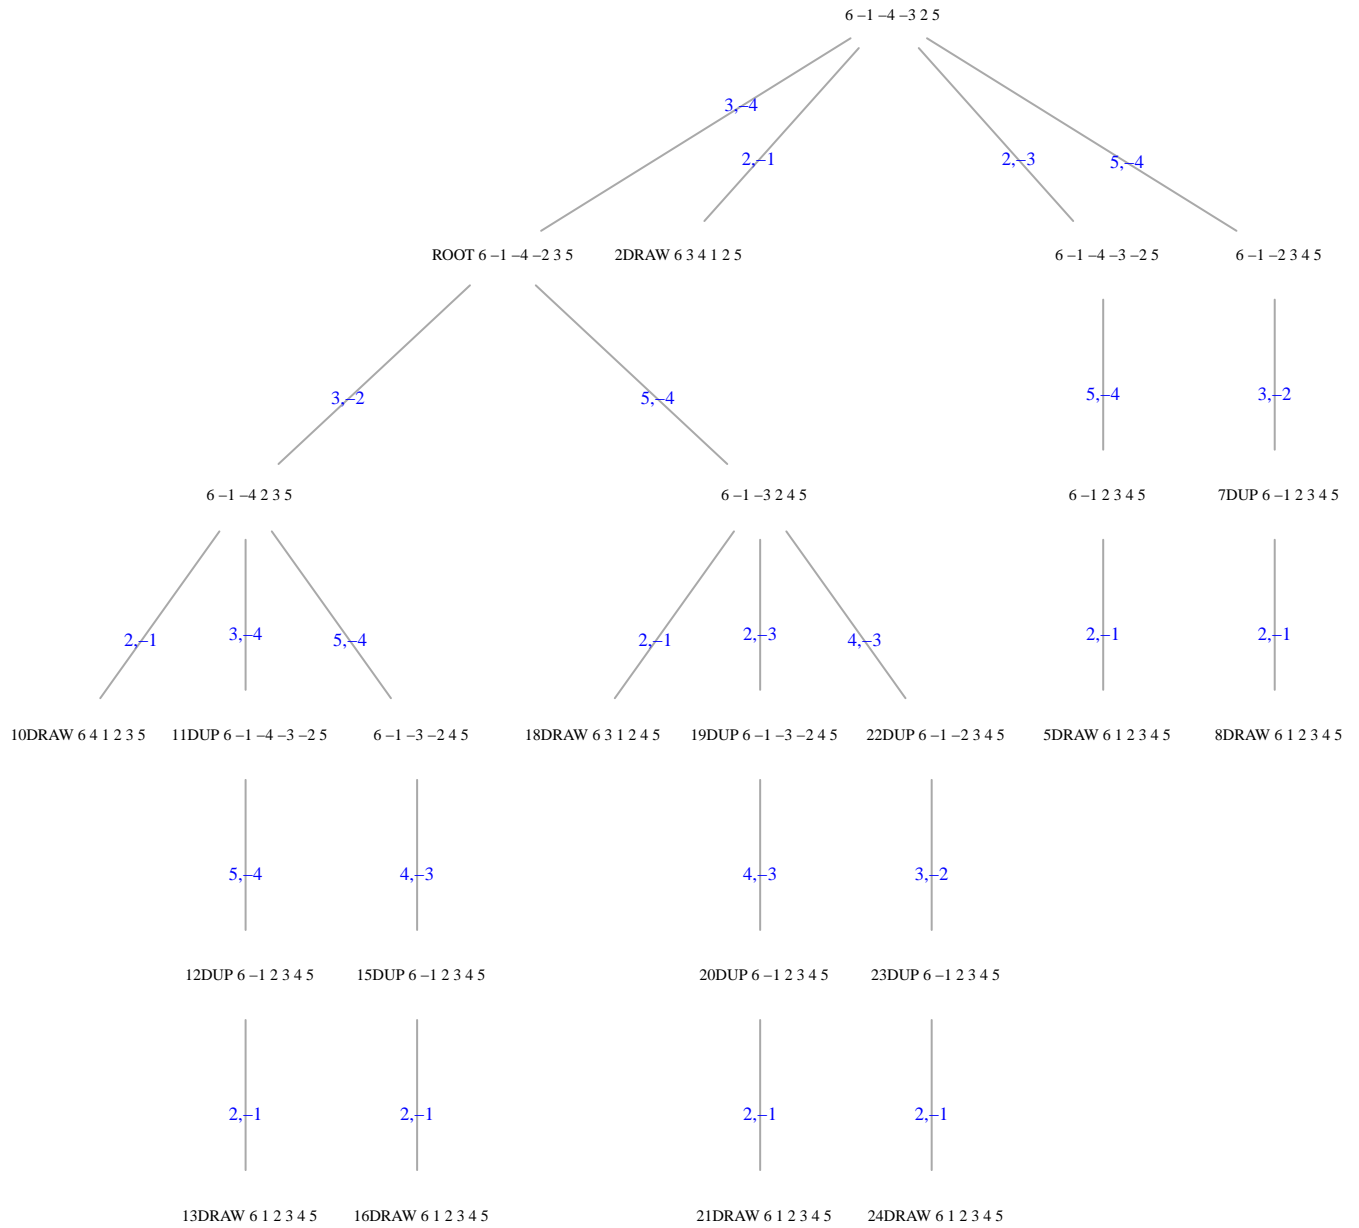 6 –1 –4 –3 2 5
3,–4
2,–1
2,–3
5,–4
ROOT 6 –1 –4 –2 3 5
2DRAW 6 3 4 1 2 5
6 –1 –4 –3 –2 5
6 –1 –2 3 4 5
3,–2
5,–4
5,–4
3,–2
6 –1 –4 2 3 5
6 –1 –3 2 4 5
6 –1 2 3 4 5
7DUP 6 –1 2 3 4 5
2,–1
3,–4
5,–4
2,–1
2,–3
4,–3
2,–1
2,–1
10DRAW 6 4 1 2 3 5
11DUP 6 –1 –4 –3 –2 5
6 –1 –3 –2 4 5
18DRAW 6 3 1 2 4 5
19DUP 6 –1 –3 –2 4 5
22DUP 6 –1 –2 3 4 5
5DRAW 6 1 2 3 4 5
8DRAW 6 1 2 3 4 5
5,–4
4,–3
4,–3
3,–2
12DUP 6 –1 2 3 4 5
15DUP 6 –1 2 3 4 5
20DUP 6 –1 2 3 4 5
23DUP 6 –1 2 3 4 5
2,–1
2,–1
2,–1
2,–1
13DRAW 6 1 2 3 4 5
16DRAW 6 1 2 3 4 5
21DRAW 6 1 2 3 4 5
24DRAW 6 1 2 3 4 5